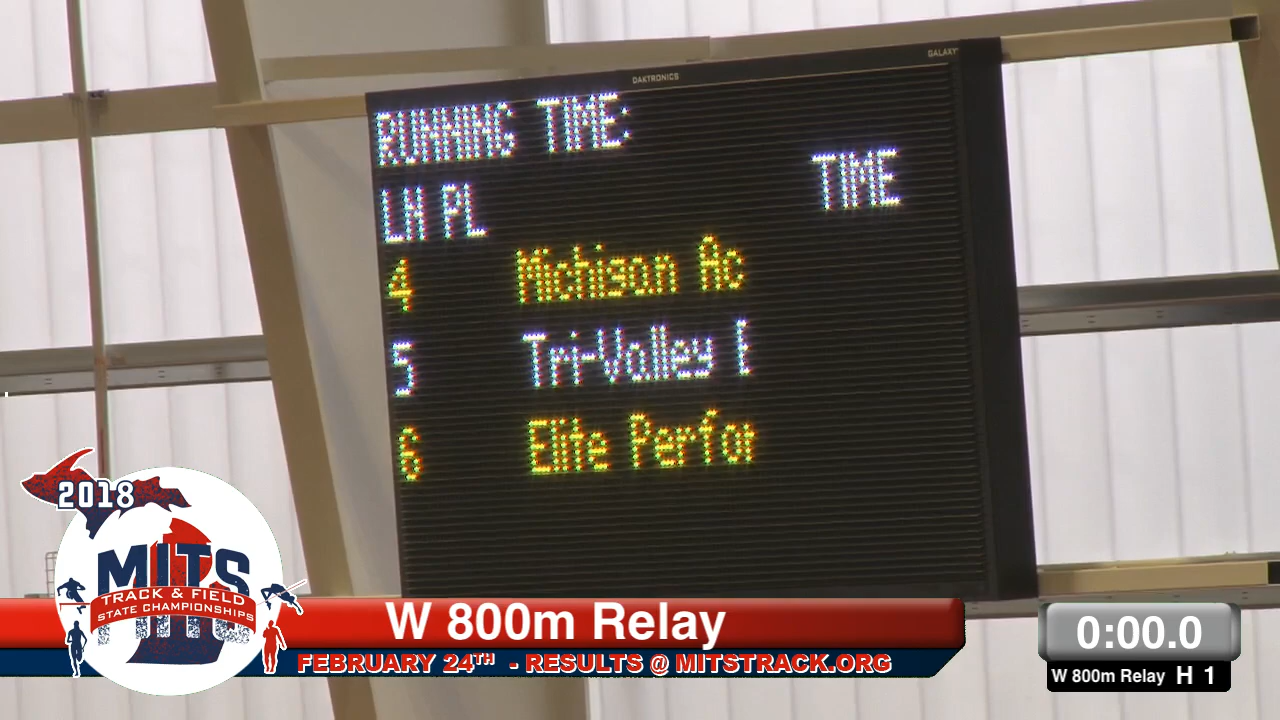 DAKTRONICS
GALAXY
RUNNING TIME:
LN PL TIME
4 Michigan Ac
5 Tri-Valley
6 Elite Perfor
2018
MITS
TRACK & FIELD
STATE CHAMPIONSHIPS
W 800m Relay
FEBRUARY 24TH - RESULTS @ MITSTRACK.ORG
0:00.0
W 800m Relay H 1